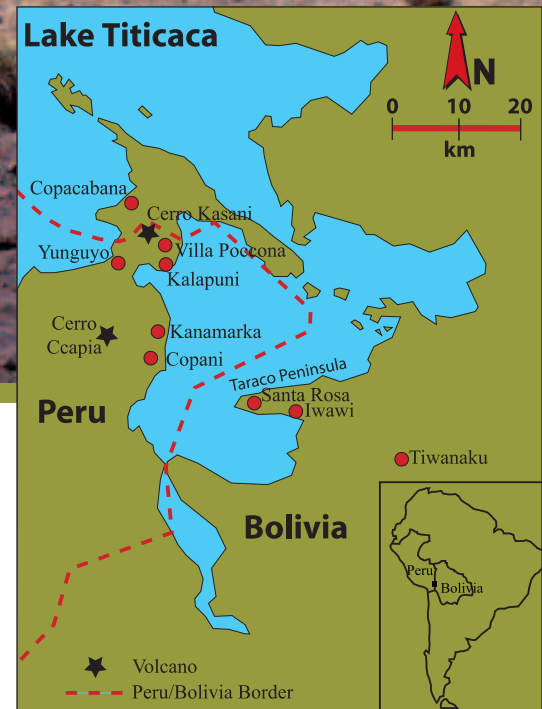 Lake Titicaca
N
0 10 20
km
Copacabana
Cerro Kasani
Villa Poccona
Yunguyo
Kalapuni
Cerro
Ccapia
Kanamarka
Copani
Taraco Peninsula
Santa Rosa
Iwawi
Peru
Tiwanaku
Bolivia
Peru
Bolivia
Volcano
Peru/Bolivia Border